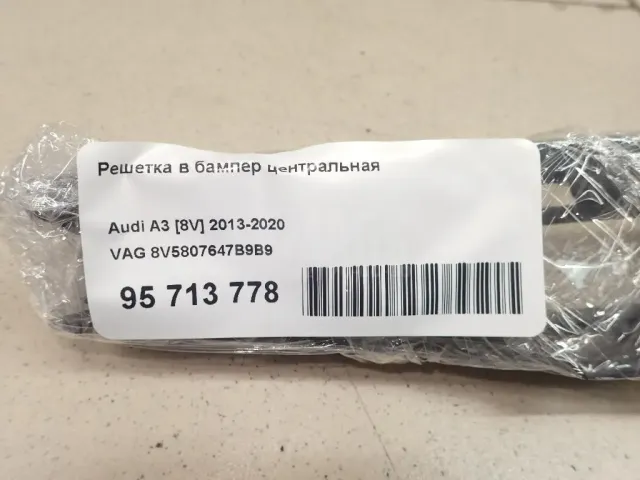 Решетка в бампер центральная
Audi A3 [8V] 2013-2020
VAG 8V5807647B9B9
95 713 778